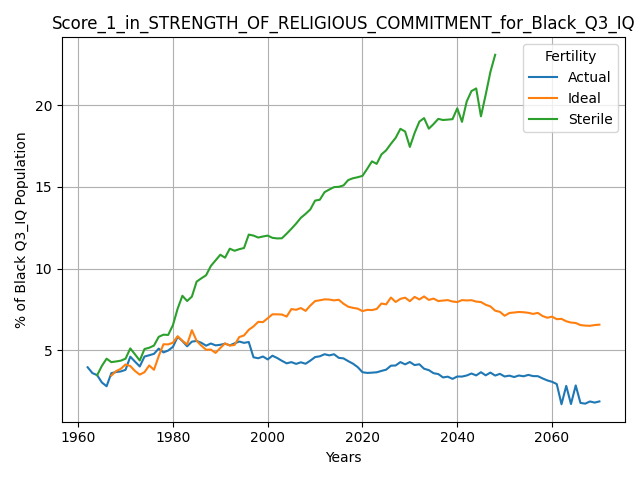 Score_1_in_STRENGTH_OF_RELIGIOUS_COMMITMENT_for_Black_Q3_IQ
Fertility
Actual
Ideal
Sterile
% of Black Q3_IQ Population
20
15
10
5
1960
1980
2000
2020
2040
2060
Years